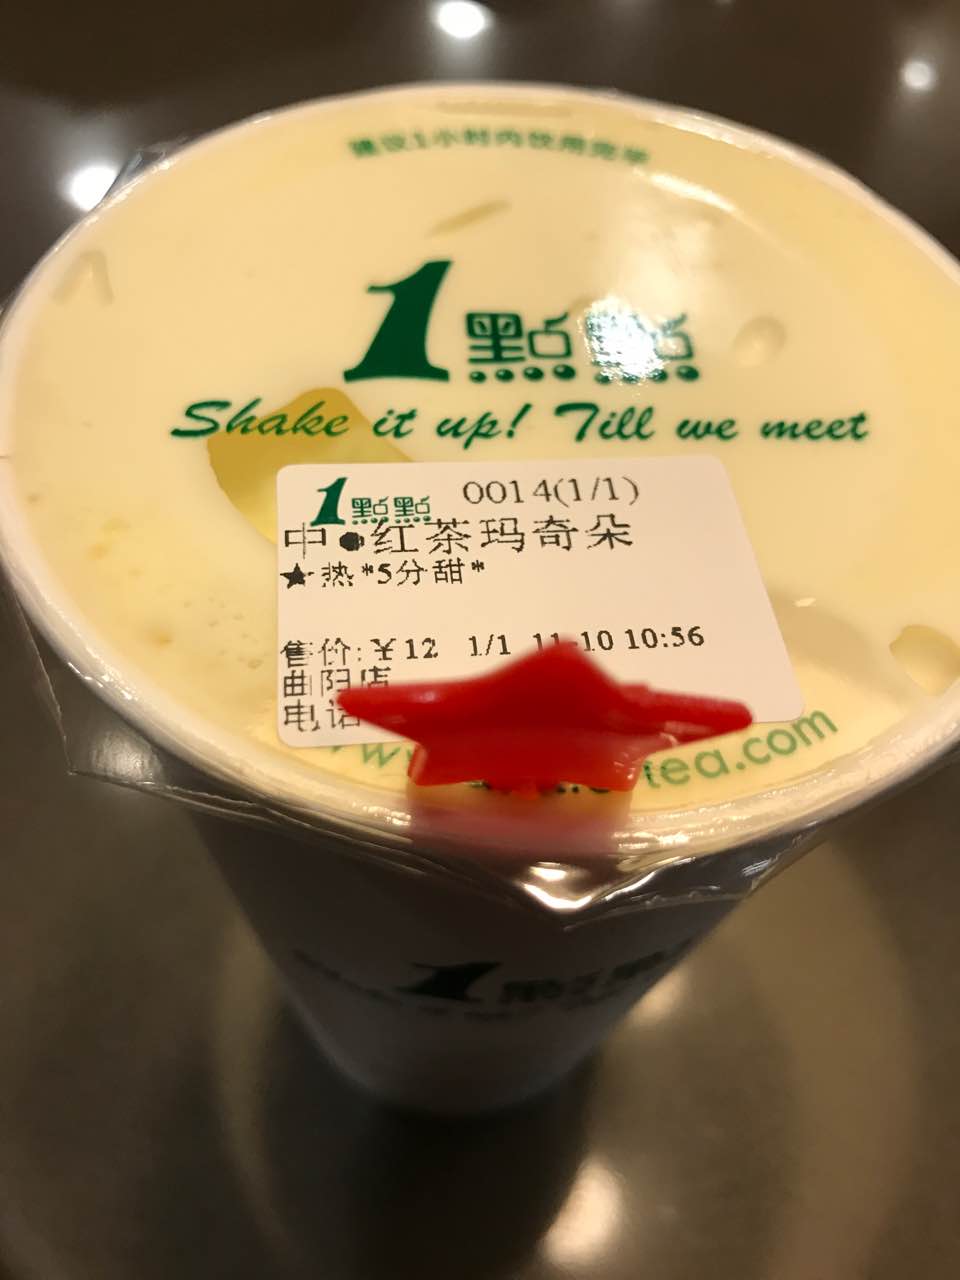 建议1小时内饮用完毕
1點點
Shake it up! Till we meet
1點點 0014(1/1)
中●红茶玛奇朵
★热*5分甜*
售价:￥12 1/1 11-10 10:56
曲阳店
电话
tea.com
1